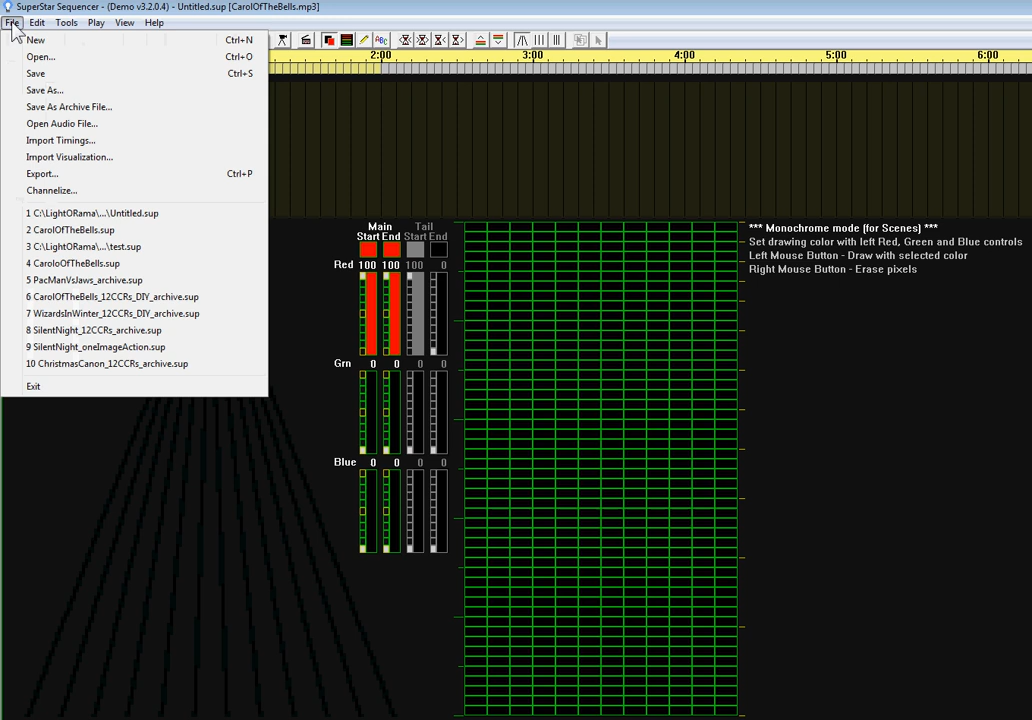 SuperStar Sequencer - (Demo v3.2.0.4) - Untitled.sup [CarolOfTheBells.mp3]
File Edit Tools Play View Help
New Ctrl+N
Open... Ctrl+O
Save Ctrl+S
Save As...
Save As Archive File...
Open Audio File...
Import Timings...
Import Visualization...
Export... Ctrl+P
Channelize...
1 C:\LightORama\...\Untitled.sup
2 CarolOfTheBells.sup
3 C:\LightORama\...\test.sup
4 CarolOfTheBells.sup
5 PacManVsJaws_archive.sup
6 CarolOfTheBells_12CCRs_DIY_archive.sup
7 WizardsInWinter_12CCRs_DIY_archive.sup
8 SilentNight_12CCRs_archive.sup
9 SilentNight_oneImageAction.sup
10 ChristmasCanon_12CCRs_archive.sup
Exit
ABC
2:00 3:00 4:00 5:00 6:00
Main Tail
Start End Start End
Red 100 100 100 0
Grn 0 0 0 0
Blue 0 0 0 0
*** Monochrome mode (for Scenes) ***
Set drawing color with left Red, Green and Blue controls
Left Mouse Button - Draw with selected color
Right Mouse Button - Erase pixels